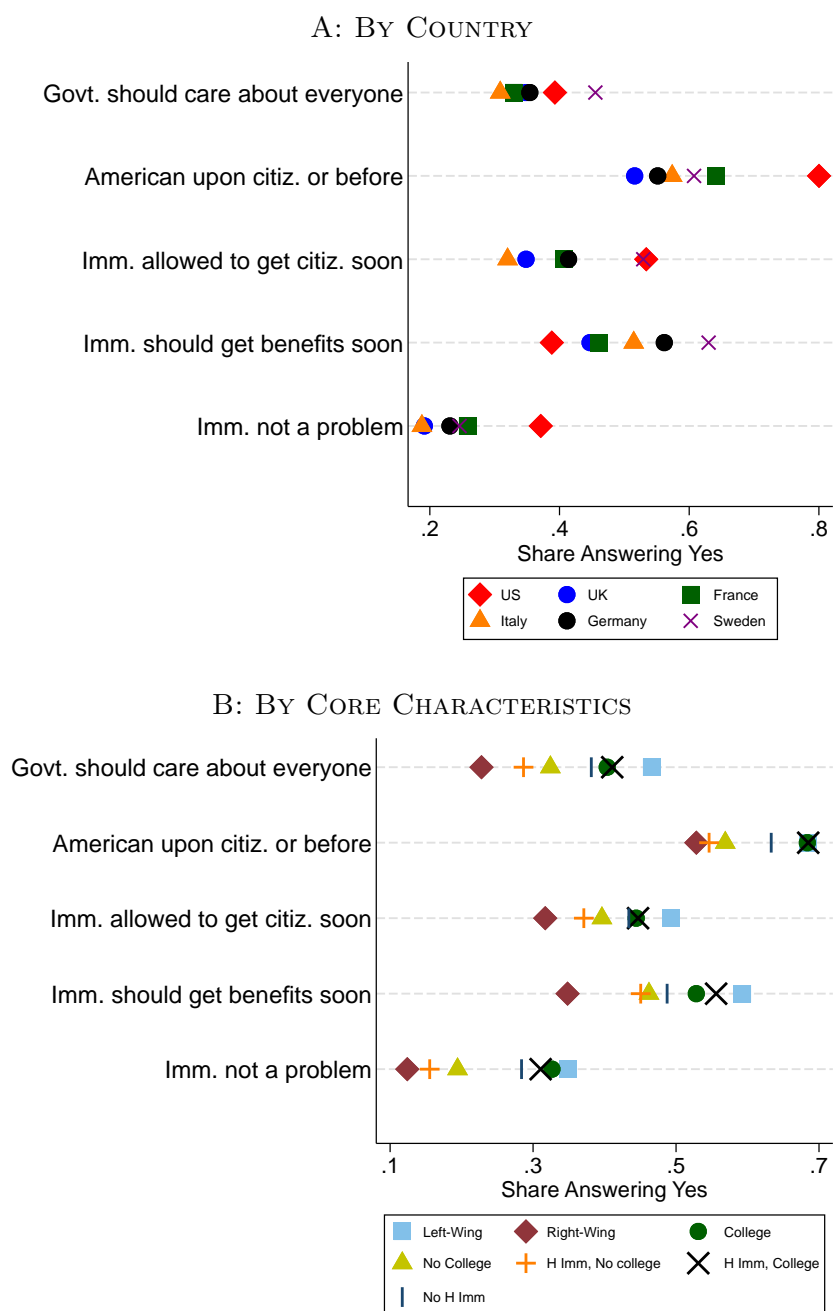 A: BY COUNTRY
Govt. should care about everyone
American upon citiz. or before
Imm. allowed to get citiz. soon
Imm. should get benefits soon
Imm. not a problem
.2 .4 .6 .8
Share Answering Yes
US UK France
Italy Germany Sweden
B: BY CORE CHARACTERISTICS
Govt. should care about everyone
American upon citiz. or before
Imm. allowed to get citiz. soon
Imm. should get benefits soon
Imm. not a problem
.1 .3 .5 .7
Share Answering Yes
Left-Wing Right-Wing College
No College H Imm, No college H Imm, College
No H Imm